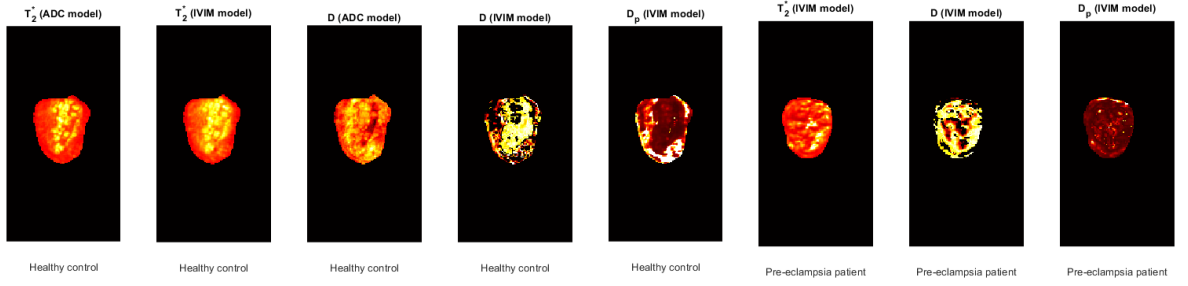 T2* (ADC model)
T2* (IVIM model)
D (ADC model)
D (IVIM model)
Dp (IVIM model)
T2* (IVIM model)
D (IVIM model)
Dp (IVIM model)
Healthy control
Healthy control
Healthy control
Healthy control
Healthy control
Pre-eclampsia patient
Pre-eclampsia patient
Pre-eclampsia patient